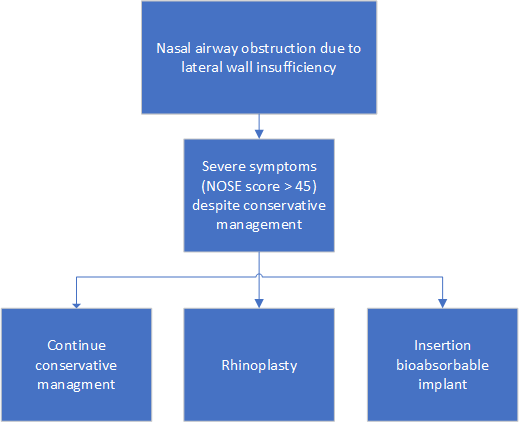 Nasal airway obstruction due to
lateral wall insufficiency
Severe symptoms
(NOSE score > 45)
despite conservative
management
Continue
conservative
managment
Rhinoplasty
Insertion
bioabsorbable
implant